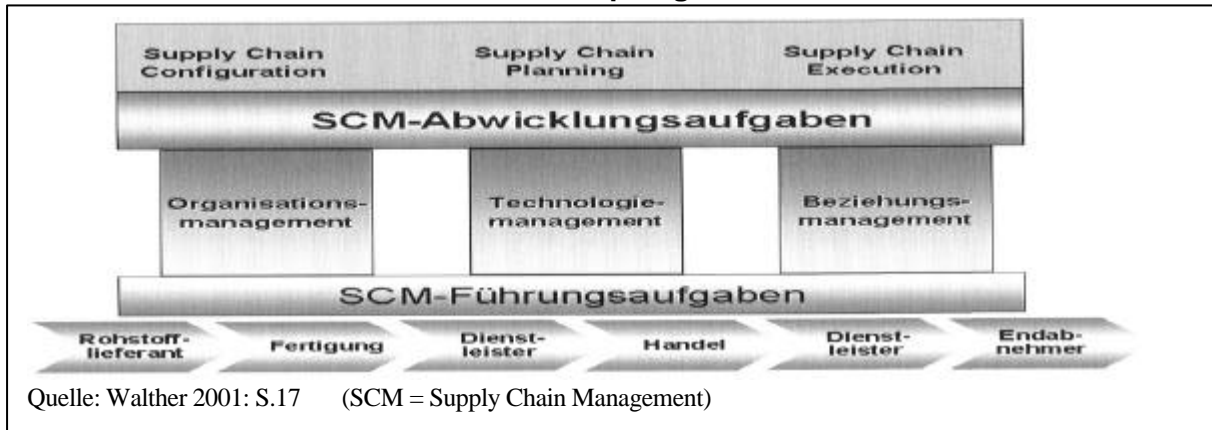 Supply Chain Supply Chain Supply Chain
Configuration Planning Execution
SCM-Abwicklungsaufgaben
Organisations- Technologie- Beziehungs-
management management management
SCM-Führungsaufgaben
Rohstoff- Fertigung Dienst- Handel Dienst- Endab-
lieferant leister leister nehmer
Quelle: Walther 2001: S.17 (SCM = Supply Chain Management)